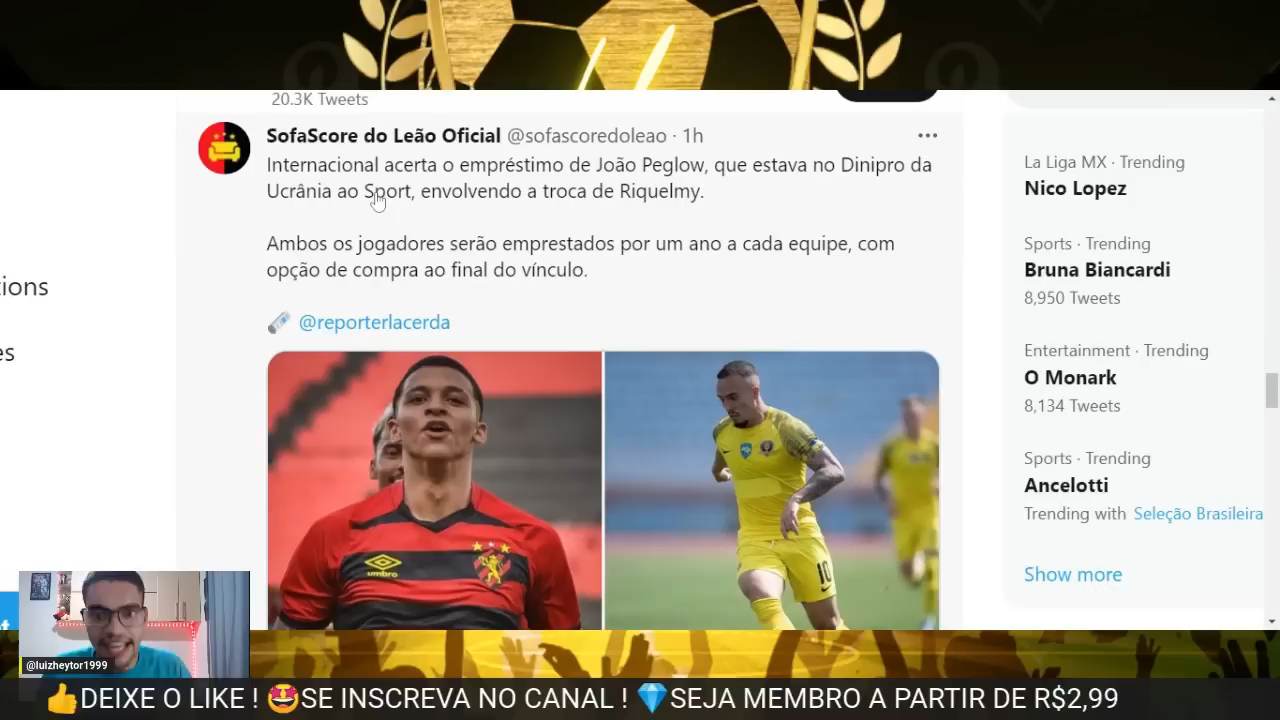 20.3K Tweets
SofaScore do Leão Oficial @sofascoredoleao · 1h
Internacional acerta o empréstimo de João Peglow, que estava no Dinipro da
Ucrânia ao Sport, envolvendo a troca de Riquelmy.
Ambos os jogadores serão emprestados por um ano a cada equipe, com
opção de compra ao final do vínculo.
🗞️ @reporterlacerda
umbro
10
La Liga MX · Trending
Nico Lopez
Sports · Trending
Bruna Biancardi
8,950 Tweets
Entertainment · Trending
O Monark
8,134 Tweets
Sports · Trending
Ancelotti
Trending with Seleção Brasileira
Show more
tions
es
et
@luizheytor1999
👍DEIXE O LIKE ! 🤩SE INSCREVA NO CANAL ! 💎SEJA MEMBRO A PARTIR DE R$2,99